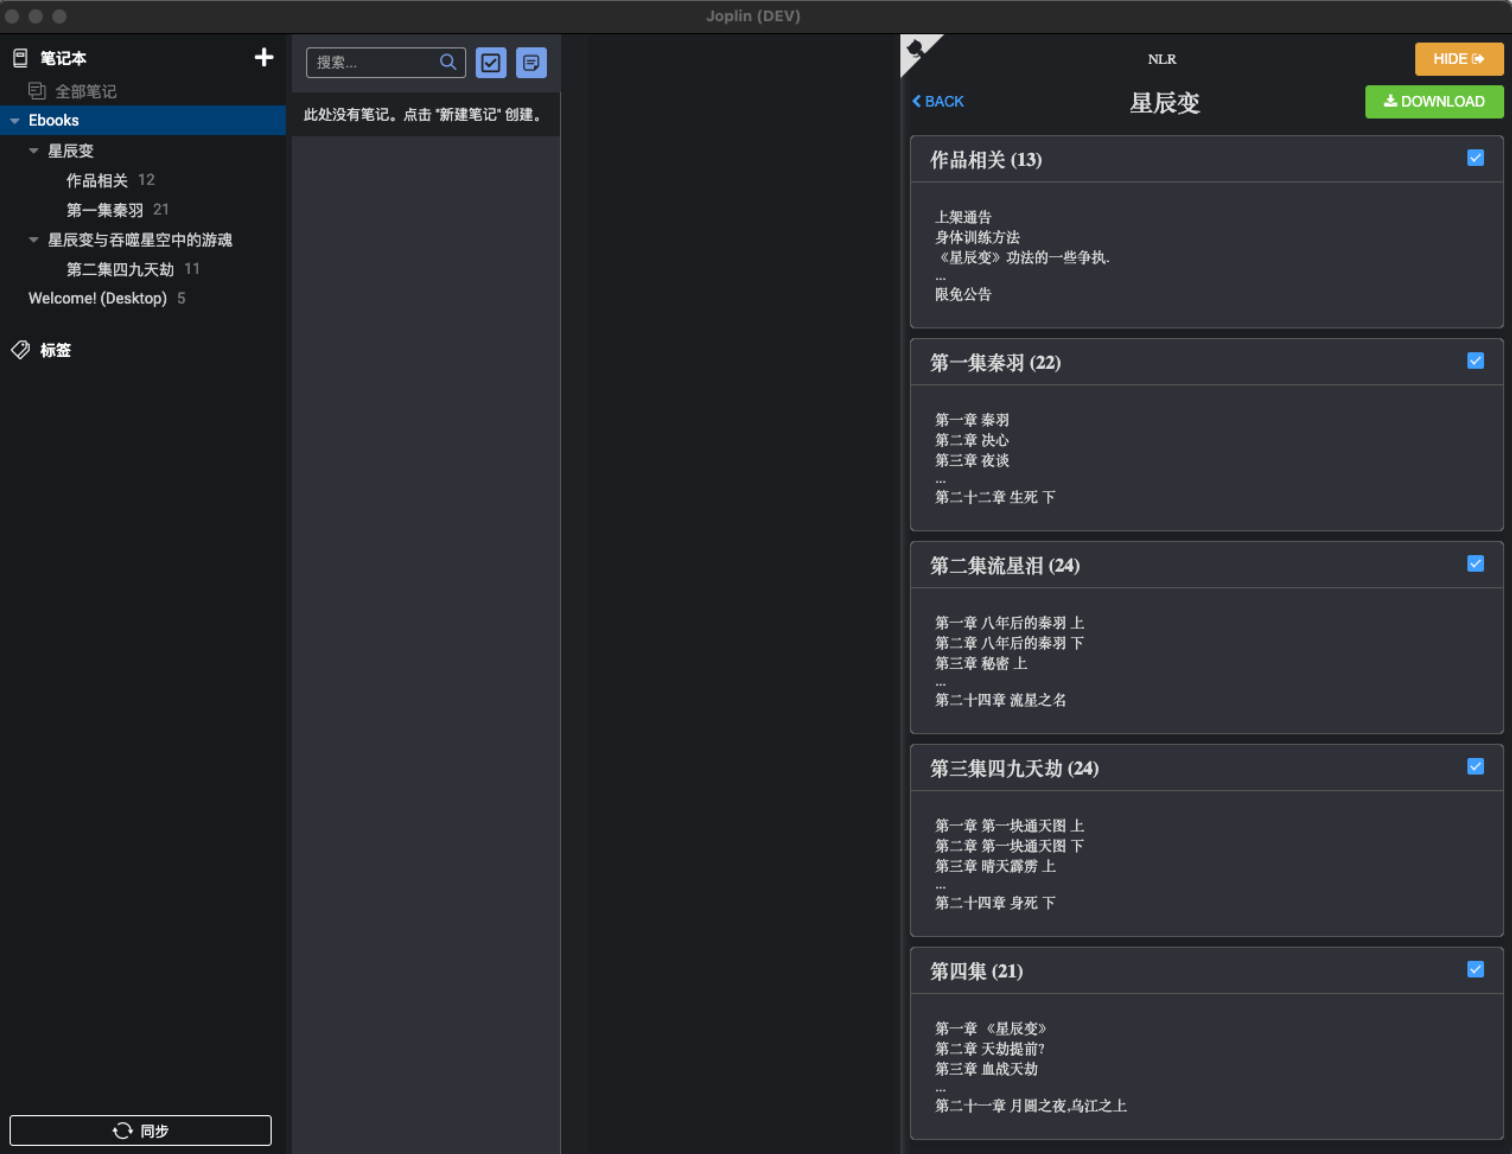 Joplin (DEV)
笔记本
全部笔记
Ebooks
星辰变
作品相关 12
第一集秦羽 21
星辰变与吞噬星空中的游魂
第二集四九天劫 11
Welcome! (Desktop) 5
标签
同步
搜索...
此处没有笔记。点击 "新建笔记" 创建。
NLR
HIDE
BACK
星辰变
DOWNLOAD
作品相关 (13)
上架通告
身体训练方法
《星辰变》功法的一些争执.
...
限免公告
第一集秦羽 (22)
第一章 秦羽
第二章 决心
第三章 夜谈
...
第二十二章 生死 下
第二集流星泪 (24)
第一章 八年后的秦羽 上
第二章 八年后的秦羽 下
第三章 秘密 上
...
第二十四章 流星之名
第三集四九天劫 (24)
第一章 第一块通天图 上
第二章 第一块通天图 下
第三章 晴天霹雳 上
...
第二十四章 身死 下
第四集 (21)
第一章 《星辰变》
第二章 天劫提前?
第三章 血战天劫
...
第二十一章 月圆之夜,乌江之上